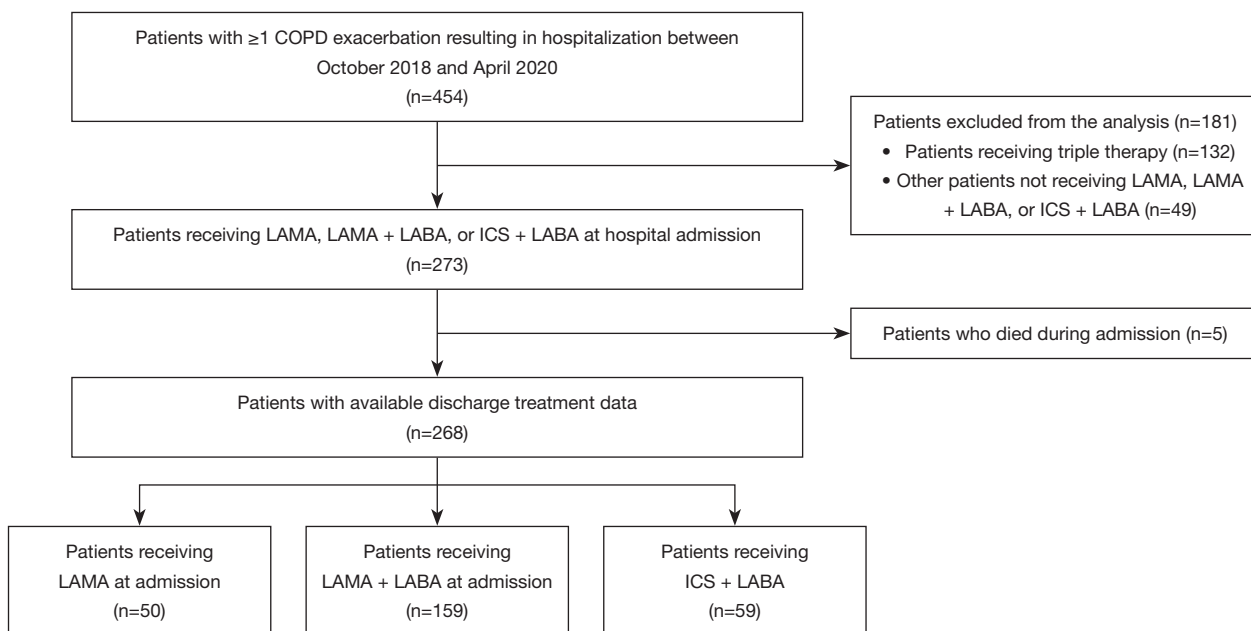 Patients with ≥1 COPD exacerbation resulting in hospitalization between
October 2018 and April 2020
(n=454)
Patients excluded from the analysis (n=181)
• Patients receiving triple therapy (n=132)
• Other patients not receiving LAMA, LAMA
+ LABA, or ICS + LABA (n=49)
Patients receiving LAMA, LAMA + LABA, or ICS + LABA at hospital admission
(n=273)
Patients who died during admission (n=5)
Patients with available discharge treatment data
(n=268)
Patients receiving
LAMA at admission
(n=50)
Patients receiving
LAMA + LABA at admission
(n=159)
Patients receiving
ICS + LABA
(n=59)